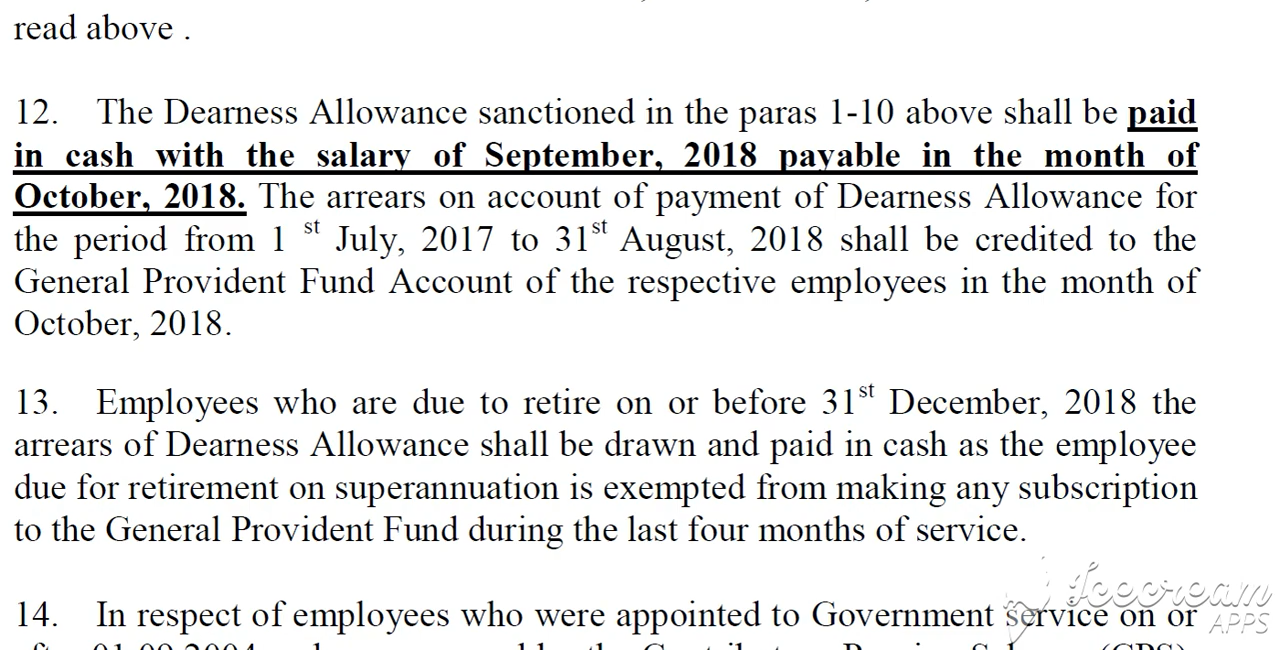 read above .
12. The Dearness Allowance sanctioned in the paras 1-10 above shall be paid
in cash with the salary of September, 2018 payable in the month of
October, 2018. The arrears on account of payment of Dearness Allowance for
the period from 1 st July, 2017 to 31st August, 2018 shall be credited to the
General Provident Fund Account of the respective employees in the month of
October, 2018.
13. Employees who are due to retire on or before 31st December, 2018 the
arrears of Dearness Allowance shall be drawn and paid in cash as the employee
due for retirement on superannuation is exempted from making any subscription
to the General Provident Fund during the last four months of service.
14. In respect of employees who were appointed to Government service on or
Icecream
APPS